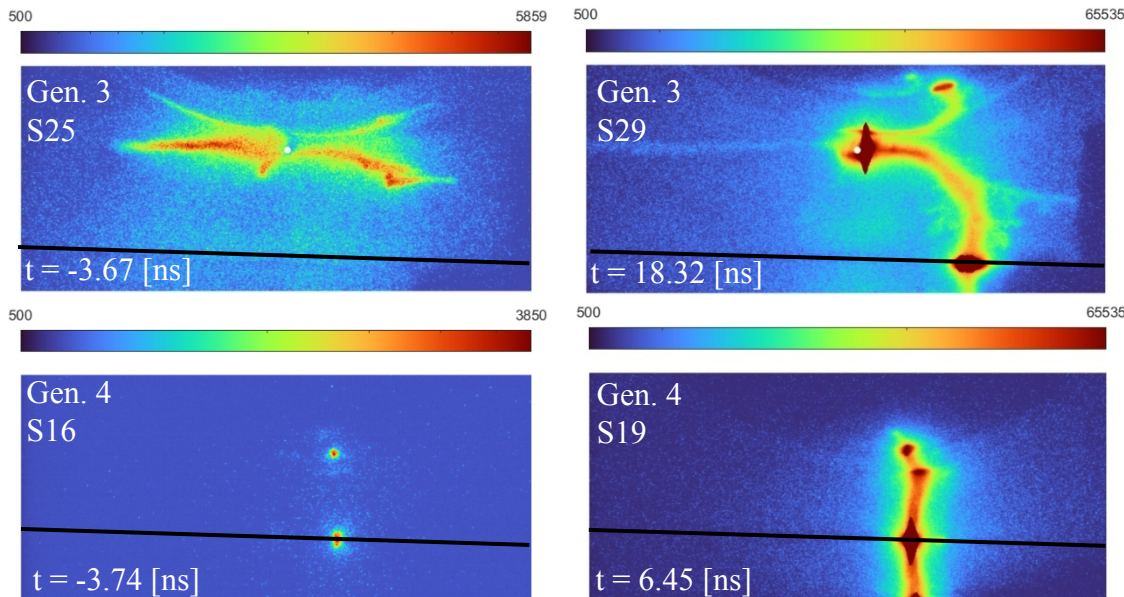 500 5859
Gen. 3
S25
t = -3.67 [ns]
500 65535
Gen. 3
S29
t = 18.32 [ns]
500 3850
Gen. 4
S16
t = -3.74 [ns]
500 65535
Gen. 4
S19
t = 6.45 [ns]